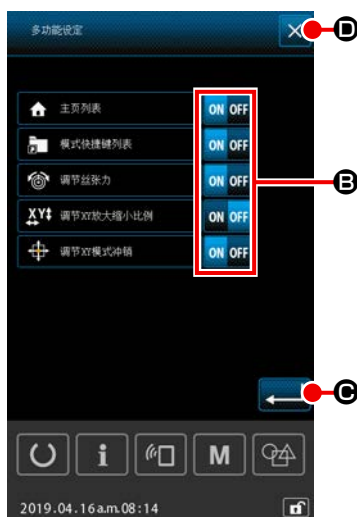 多功能设定
D
主页列表 ON OFF
模式快捷键列表 ON OFF
调节丝张力 ON OFF
B
调节XY放大缩小比例 ON OFF
XY
调节XY模式冲销 ON OFF
C
i M
2019.04.16a.m.08:14